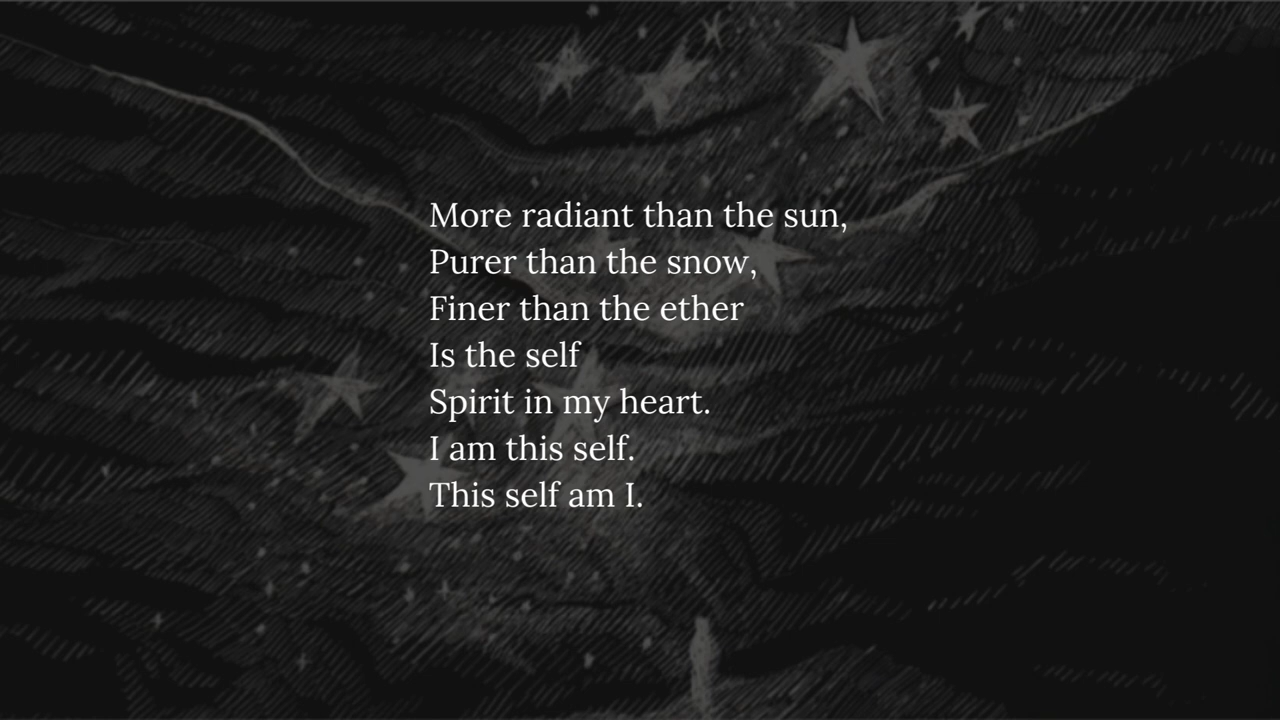 More radiant than the sun,
Purer than the snow,
Finer than the ether
Is the self
Spirit in my heart.
I am this self.
This self am I.